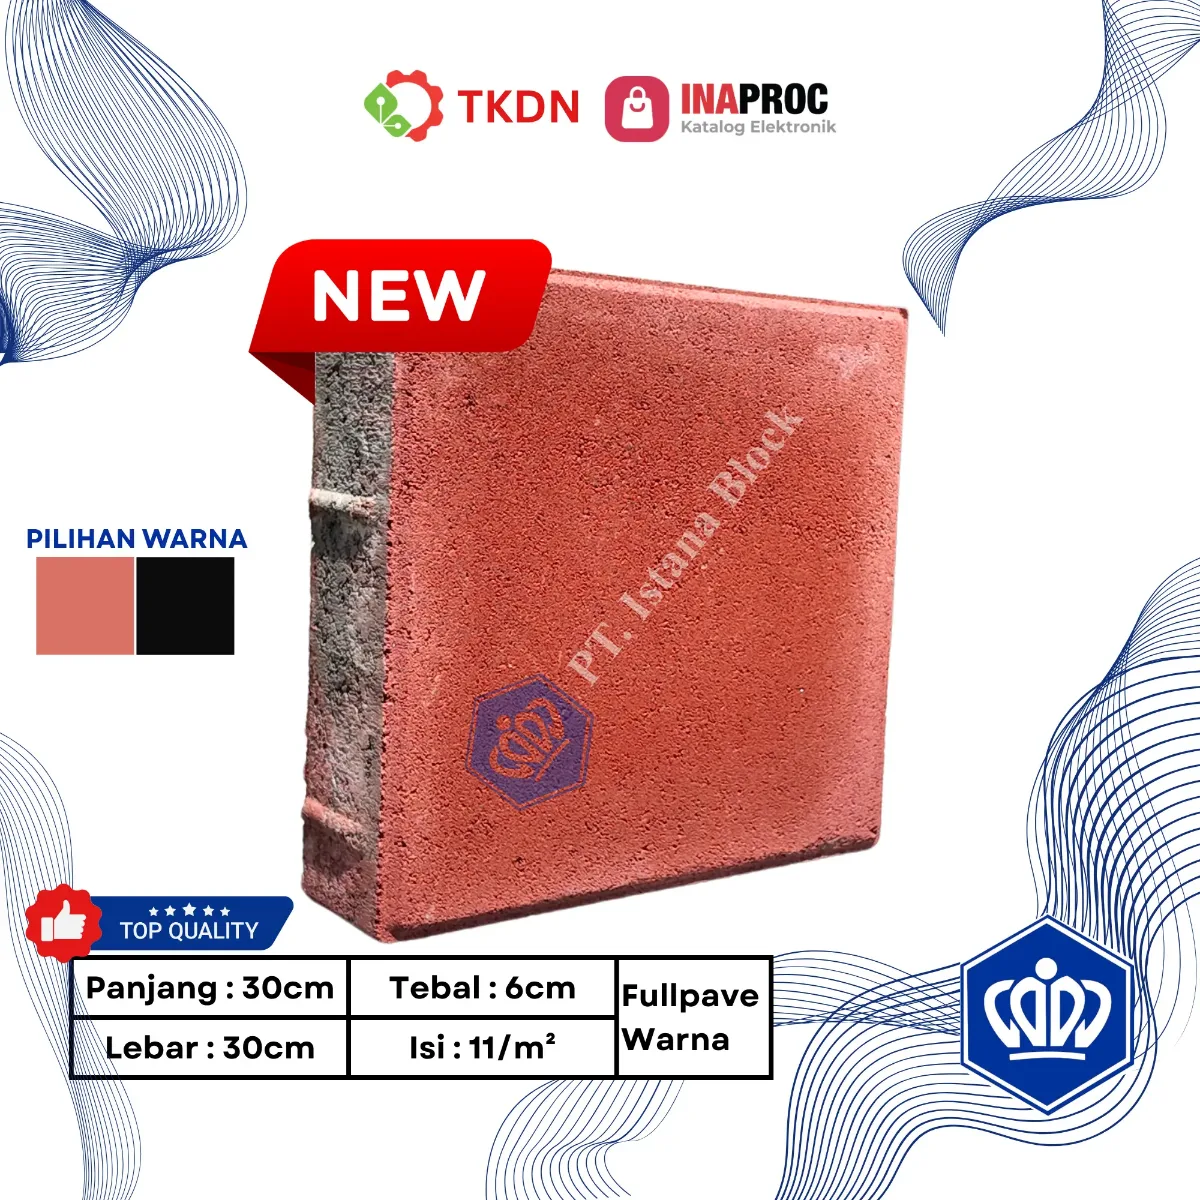 TKDN
INAPROC
Katalog Elektronik
NEW
PT. Istana Block
PILIHAN WARNA
TOP QUALITY
Panjang : 30cm
Tebal : 6cm
Fullpave
Warna
Lebar : 30cm
Isi : 11/m²